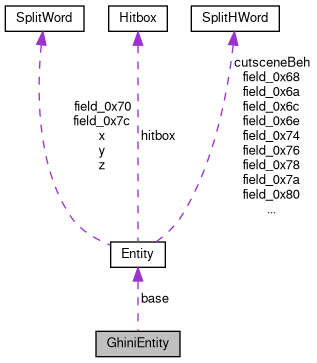 SplitWord
Hitbox
SplitHWord
cutsceneBeh
field_0x68
field_0x6a
field_0x6c
field_0x6e
field_0x74
field_0x76
field_0x78
field_0x7a
field_0x80
...
field_0x70
field_0x7c
x
y
z
hitbox
Entity
base
GhiniEntity